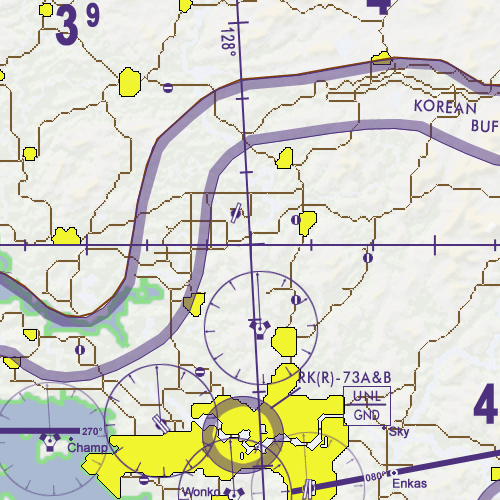 3⁹
4
128°
KOREAN
BUF
RK(R)-73A&B
UNL
GND
4
270°
Champ
Sky
080°
Enkas
Wonko